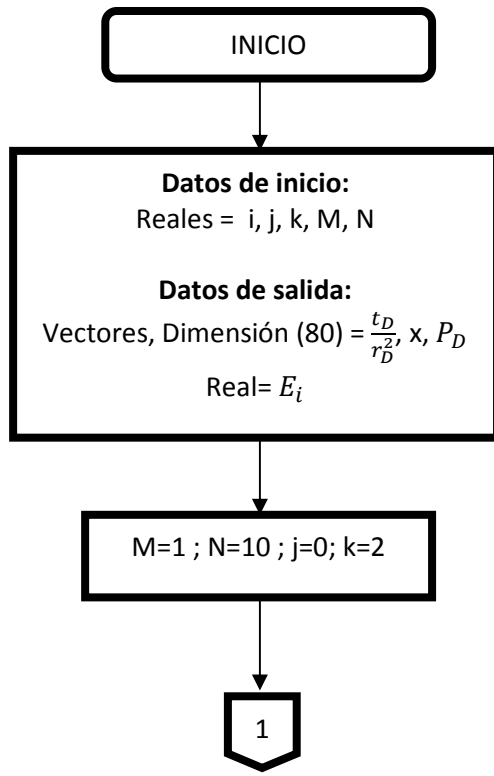 INICIO
Datos de inicio:
Reales = i, j, k, M, N
Datos de salida:
Vectores, Dimensión (80) = $\frac{t_D}{r_D^2}$, x, $P_D$
Real= $E_i$
M=1 ; N=10 ; j=0; k=2
1